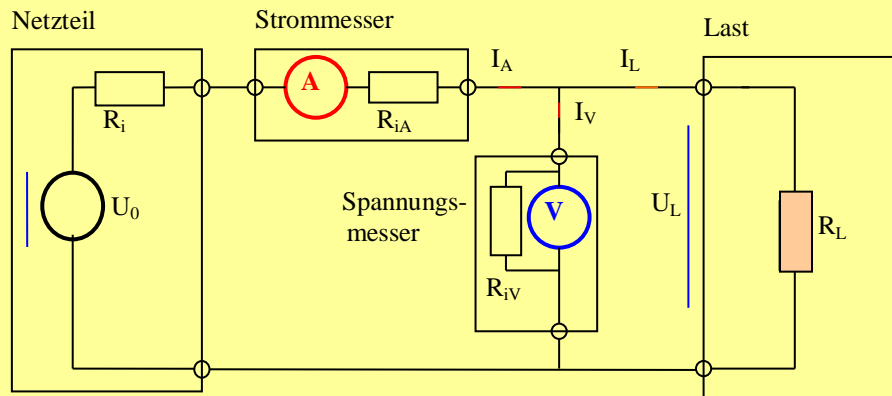 Netzteil
Strommesser
Last
I_A
I_L
A
R_i
R_iA
I_V
Spannungs-
messer
V
U_0
U_L
R_L
R_iV